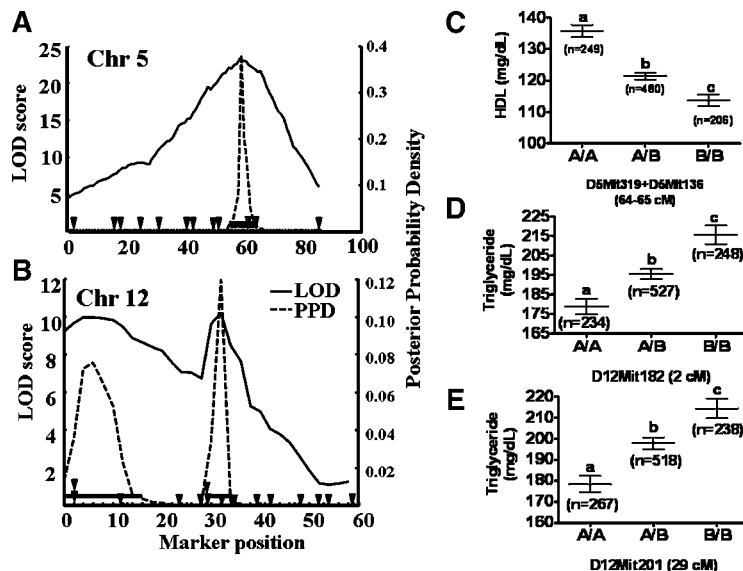 A
Chr 5
LOD score
25
20
15
10
5
0.4
0.3
0.2
0.1
0 20 40 60 80 100
Posterior Probability Density
B
Chr 12
LOD
PPD
LOD score
12
10
8
6
4
2
0.12
0.10
0.08
0.06
0.04
0.02
0 10 20 30 40 50 60
Marker position
C
HDL (mg/dL)
160
150
140
130
120
110
100
a
(n=249)
b
(n=480)
c
(n=206)
A/A A/B B/B
D5Mit319+D5Mit136
(64-65 cM)
D
Triglyceride
(mg/dL)
225
215
205
195
185
175
165
a
(n=234)
b
(n=527)
c
(n=248)
A/A A/B B/B
D12Mit182 (2 cM)
E
Triglyceride
(mg/dL)
220
210
200
190
180
170
160
a
(n=267)
b
(n=518)
c
(n=238)
A/A A/B B/B
D12Mit201 (29 cM)